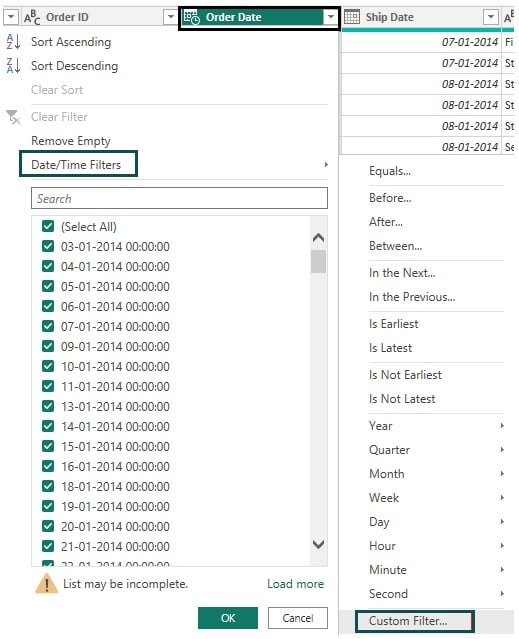 ABC Order ID
Order Date
Ship Date
AB
Sort Ascending
Sort Descending
Clear Sort
Clear Filter
Remove Empty
Date/Time Filters
Search
(Select All)
03-01-2014 00:00:00
04-01-2014 00:00:00
05-01-2014 00:00:00
06-01-2014 00:00:00
07-01-2014 00:00:00
09-01-2014 00:00:00
10-01-2014 00:00:00
11-01-2014 00:00:00
13-01-2014 00:00:00
14-01-2014 00:00:00
15-01-2014 00:00:00
16-01-2014 00:00:00
18-01-2014 00:00:00
19-01-2014 00:00:00
20-01-2014 00:00:00
21-01-2014 00:00:00
22-01-2014 00:00:00
List may be incomplete.
Load more
OK
Cancel
07-01-2014 Fi
07-01-2014 St
08-01-2014 St
08-01-2014 St
08-01-2014 Se
Equals...
Before...
After...
Between...
In the Next...
In the Previous...
Is Earliest
Is Latest
Is Not Earliest
Is Not Latest
Year
Quarter
Month
Week
Day
Hour
Minute
Second
Custom Filter...